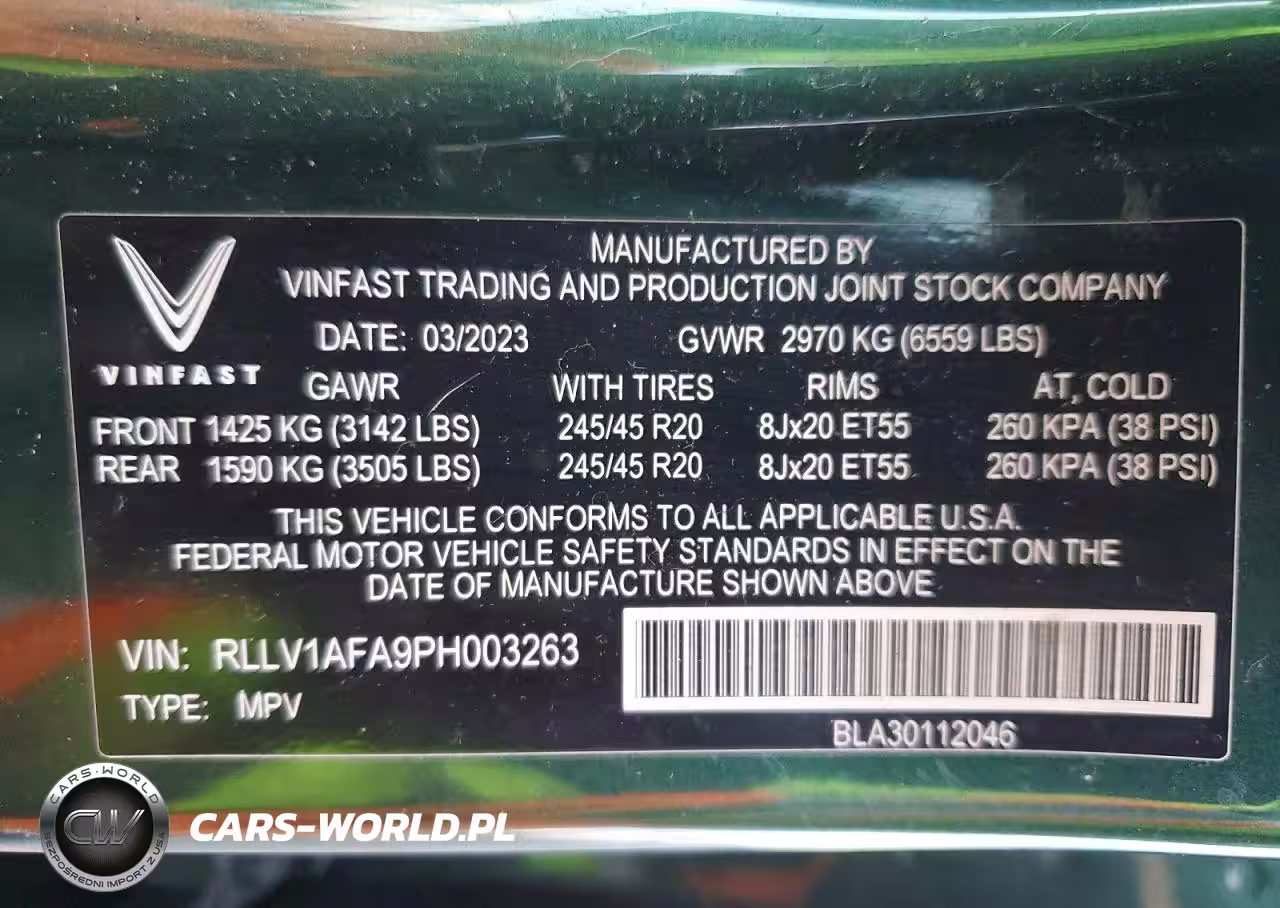 MANUFACTURED BY
VINFAST TRADING AND PRODUCTION JOINT STOCK COMPANY
DATE: 03/2023 GVWR 2970 KG (6559 LBS)
VINFAST
GAWR WITH TIRES RIMS AT, COLD
FRONT 1425 KG (3142 LBS) 245/45 R20 8Jx20 ET55 260 KPA (38 PSI)
REAR 1590 KG (3505 LBS) 245/45 R20 8Jx20 ET55 260 KPA (38 PSI)
THIS VEHICLE CONFORMS TO ALL APPLICABLE U.S.A.
FEDERAL MOTOR VEHICLE SAFETY STANDARDS IN EFFECT ON THE
DATE OF MANUFACTURE SHOWN ABOVE
VIN: RLLV1AFA9PH003263
TYPE: MPV
BLA30112046
CARS-WORLD
CW
BEZPOŚREDNI IMPORT Z USA
CARS-WORLD.PL